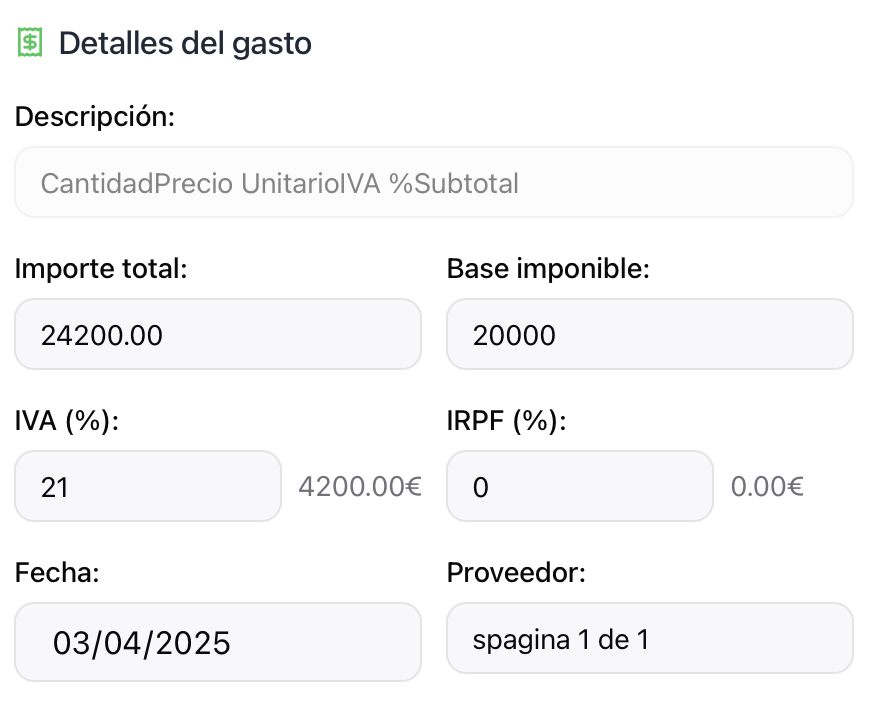 Detalles del gasto
Descripción:
CantidadPrecio UnitarioIVA %Subtotal
Importe total:
Base imponible:
24200.00
20000
IVA (%):
IRPF (%):
21
4200.00€
0
0.00€
Fecha:
Proveedor:
03/04/2025
spagina 1 de 1